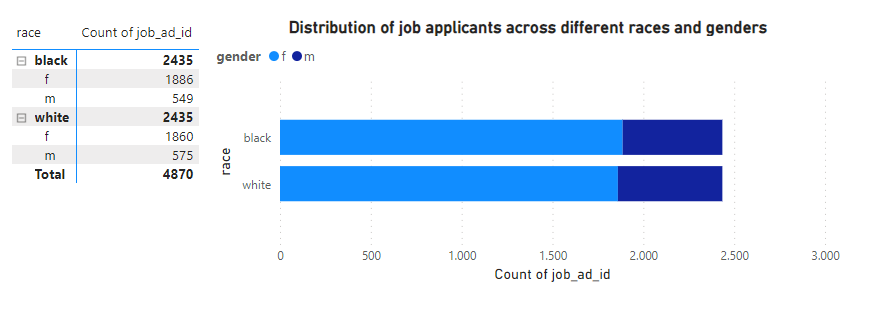 race Count of job_ad_id
black 2435
f 1886
m 549
white 2435
f 1860
m 575
Total 4870
Distribution of job applicants across different races and genders
gender f m
race
black
white
0 500 1.000 1.500 2.000 2.500 3.000
Count of job_ad_id